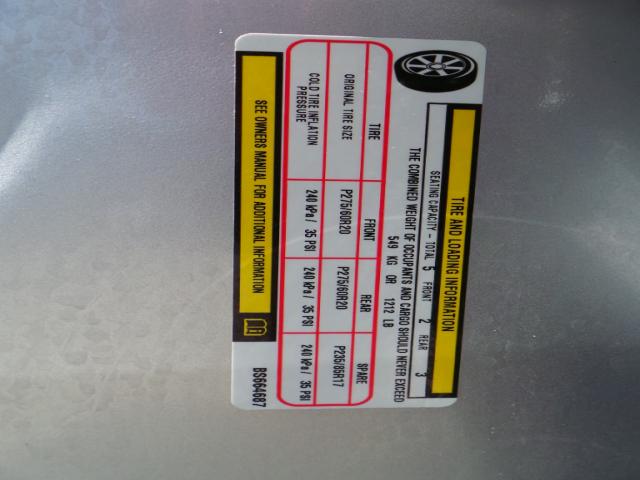 TIRE AND LOADING INFORMATION
SEATING CAPACITY - TOTAL 5 FRONT 2 REAR 3
THE COMBINED WEIGHT OF OCCUPANTS AND CARGO SHOULD NEVER EXCEED
549 KG OR 1212 LB
TIRE FRONT REAR SPARE
ORIGINAL TIRE SIZE P275/60R20 P275/60R20 P235/85R17
COLD TIRE INFLATION PRESSURE 240 kPa / 35 PSI 240 kPa / 35 PSI 240 kPa / 35 PSI
SEE OWNERS MANUAL FOR ADDITIONAL INFORMATION
BS664687